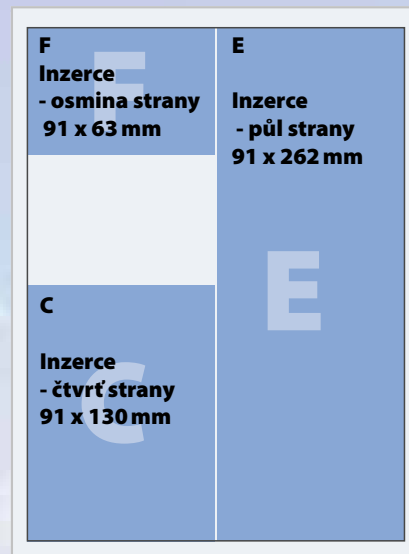 F
F
Inzerce
- osmina strany
91 x 63 mm
E
Inzerce
- půl strany
91 x 262 mm
E
C
Inzerce
- čtvrť strany
91 x 130 mm
C